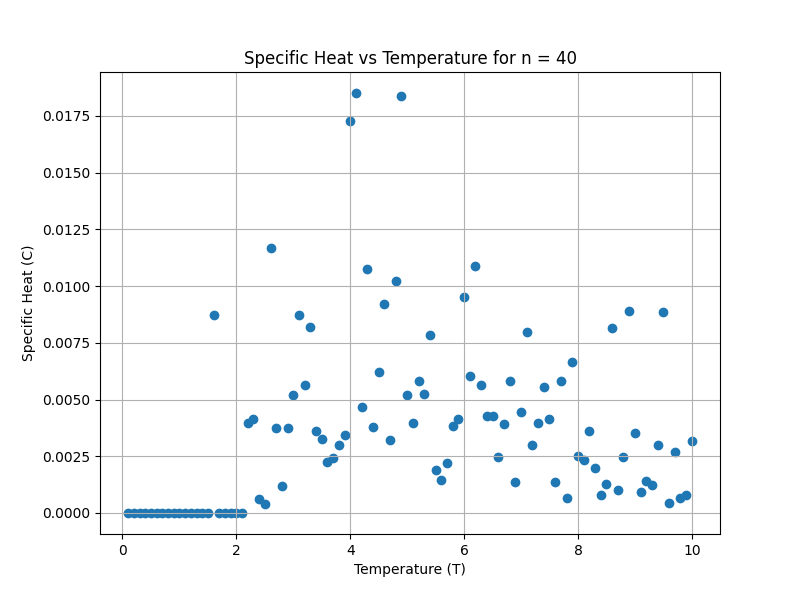 Specific Heat vs Temperature for n = 40
Specific Heat (C)
0.0175
0.0150
0.0125
0.0100
0.0075
0.0050
0.0025
0.0000
0 2 4 6 8 10
Temperature (T)